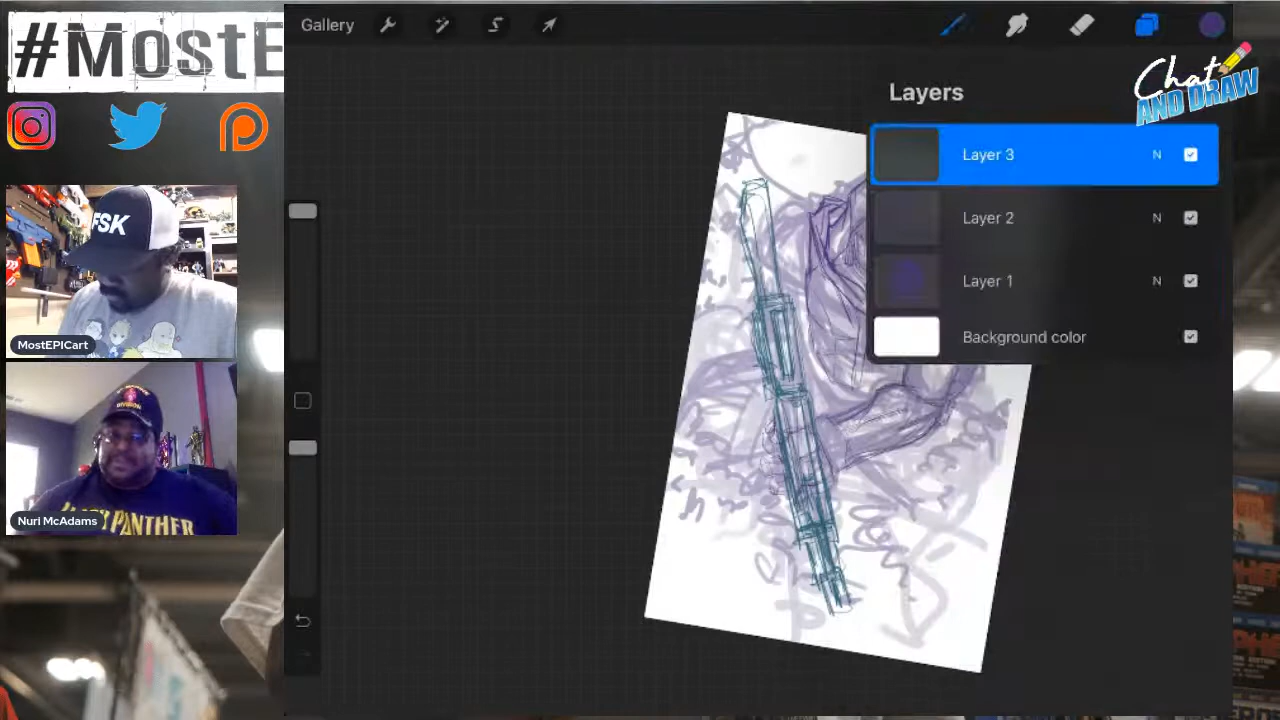 #MostE
Gallery
Layers
Chat
AND DRAW
Layer 3
N
Layer 2
N
Layer 1
N
Background color
FSK
MostEPICart
DIVISION
PANTHER
Nuri McAdams